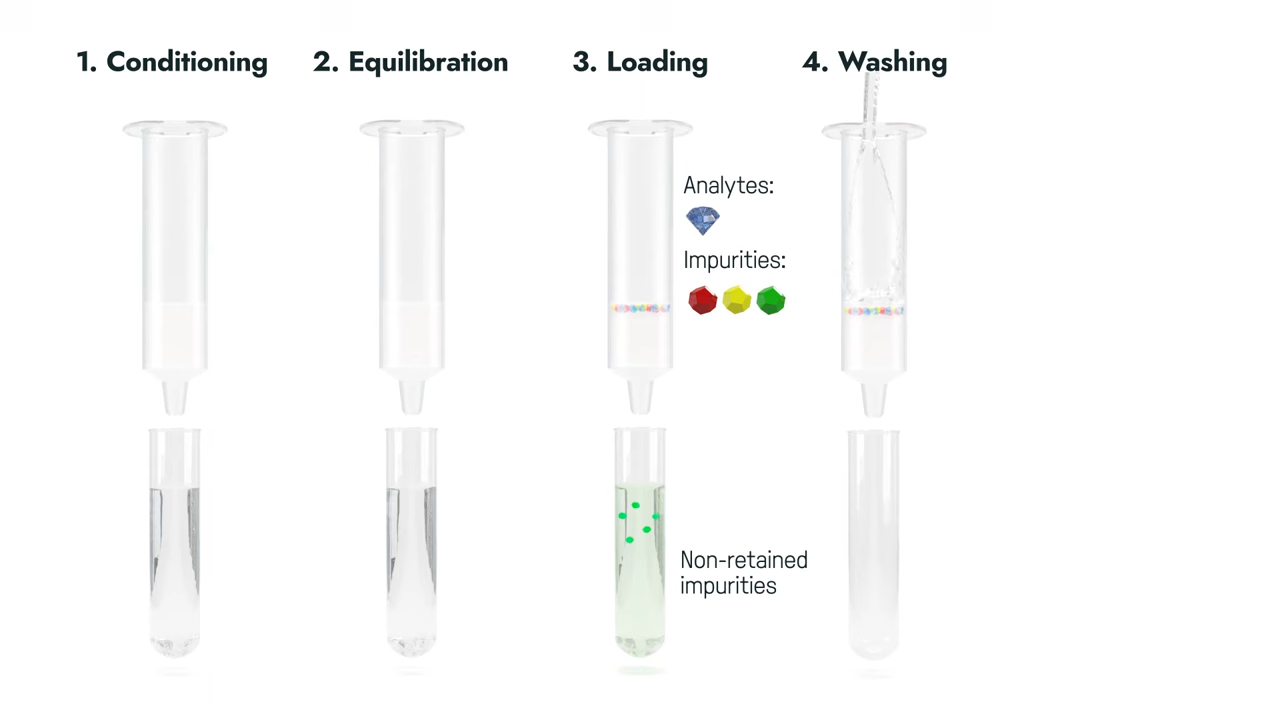 1. Conditioning
2. Equilibration
3. Loading
4. Washing
Analytes:
Impurities:
Non-retained
impurities